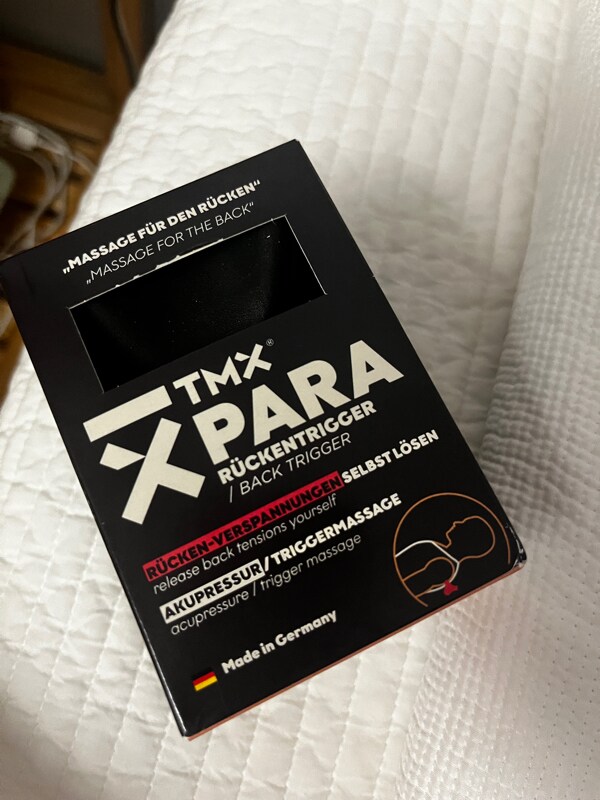 „MASSAGE FÜR DEN RÜCKEN“
„MASSAGE FOR THE BACK“
TMX®
PARA
RÜCKENTRIGGER
/ BACK TRIGGER
RÜCKEN-VERSPANNUNGEN SELBST LÖSEN
release back tensions yourself
AKUPRESSUR/TRIGGERMASSAGE
acupressure / trigger massage
Made in Germany